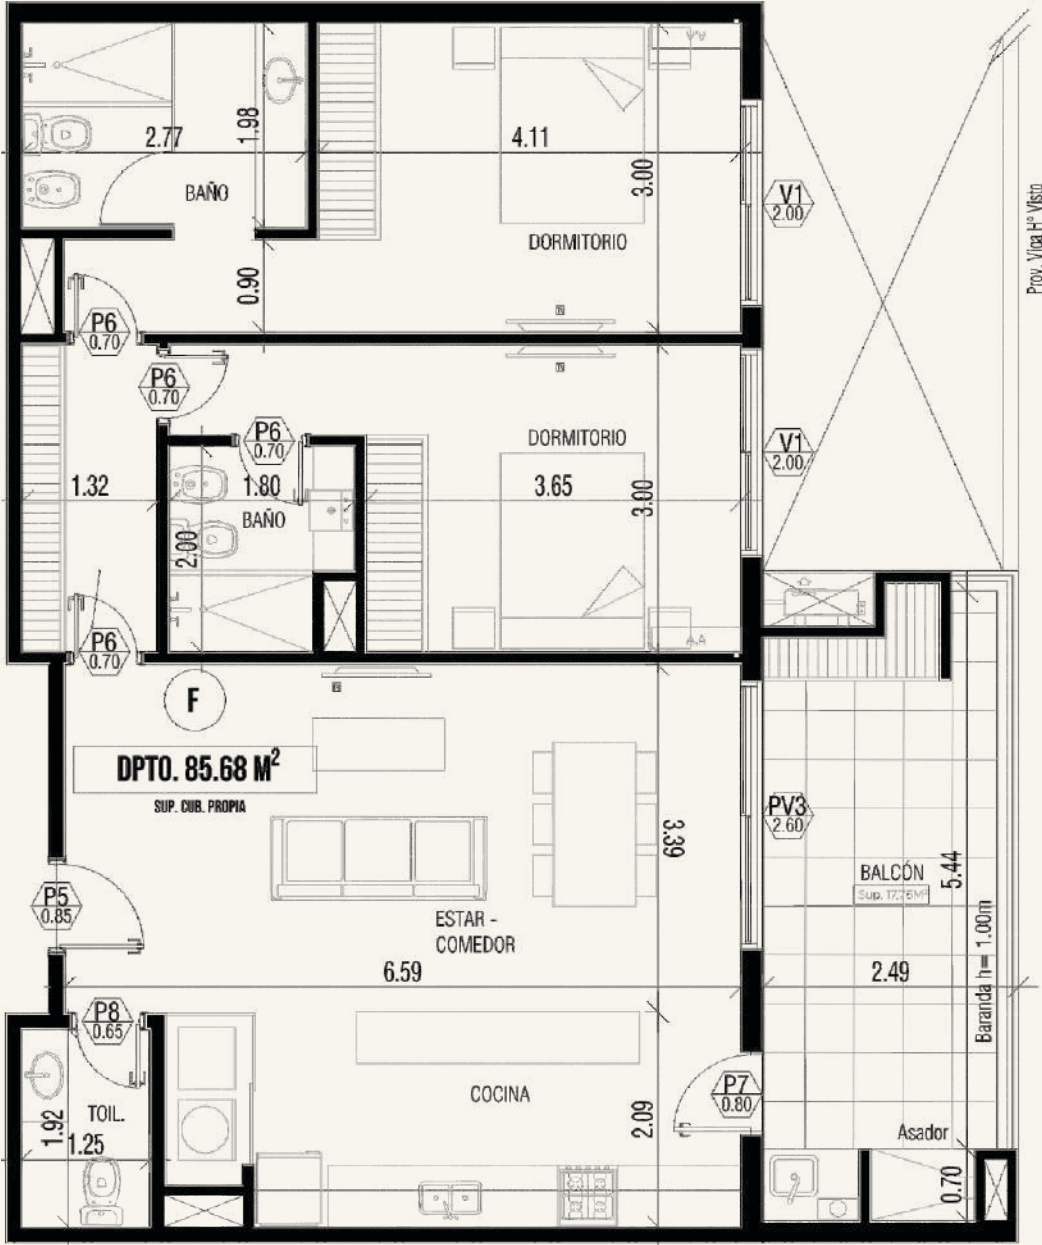 2.77
1.98
BAÑO
4.11
3.00
DORMITORIO
V1
2.00
Prov. Viga Hº Visto
0.90
P6
0.70
P6
0.70
P6
0.70
DORMITORIO
V1
2.00
1.32
1.80
3.65
3.00
BAÑO
2.00
A.A
P6
0.70
F
DPTO. 85.68 M²
SUP. CUB. PROPIA
3.39
PV3
2.60
BALCÓN
Sup. 17.75M²
5.44
P5
0.85
ESTAR -
COMEDOR
6.59
2.49
Baranda h= 1.00m
P8
0.65
COCINA
P7
0.80
TOIL.
1.92
1.25
2.09
Asador
0.70